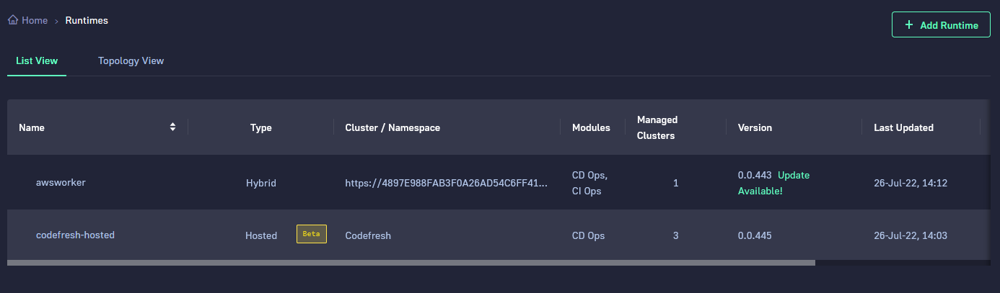 Home › Runtimes
+ Add Runtime
List View Topology View
Name Type Cluster / Namespace Modules Managed Clusters Version Last Updated
awsworker Hybrid https://4897E988FAB3F0A26AD54C6FF41... CD Ops, CI Ops 1 0.0.443 Update Available! 26-Jul-22, 14:12
codefresh-hosted Hosted Beta Codefresh CD Ops 3 0.0.445 26-Jul-22, 14:03